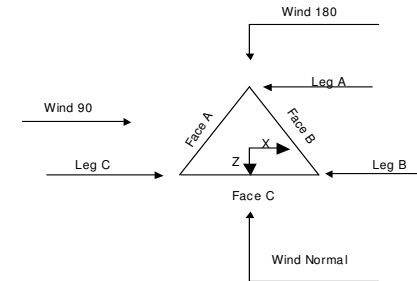 Wind 180
Leg A
Wind 90
Face A
Face B
X
Z
Leg C
Leg B
Face C
Wind Normal